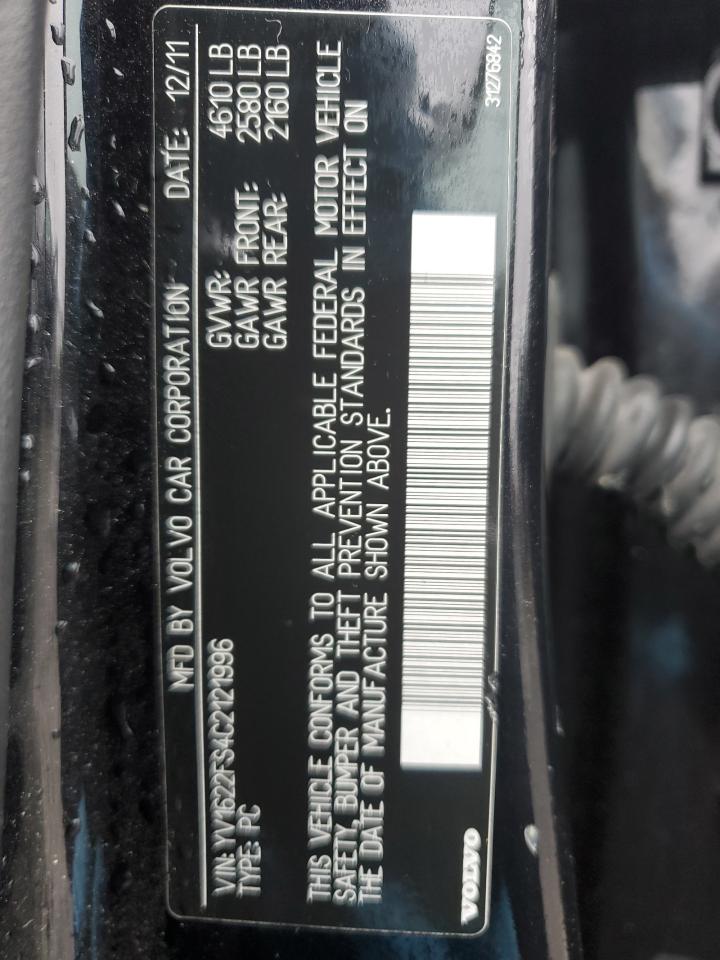 MFD BY VOLVO CAR CORPORATION DATE: 12/11
GVWR: 4610 LB
GAWR FRONT: 2580 LB
GAWR REAR: 2160 LB
VIN: YV1622FS4C2121996
TYPE: PC
THIS VEHICLE CONFORMS TO ALL APPLICABLE FEDERAL MOTOR VEHICLE
SAFETY, BUMPER AND THEFT PREVENTION STANDARDS IN EFFECT ON
THE DATE OF MANUFACTURE SHOWN ABOVE.
VOLVO
31276842